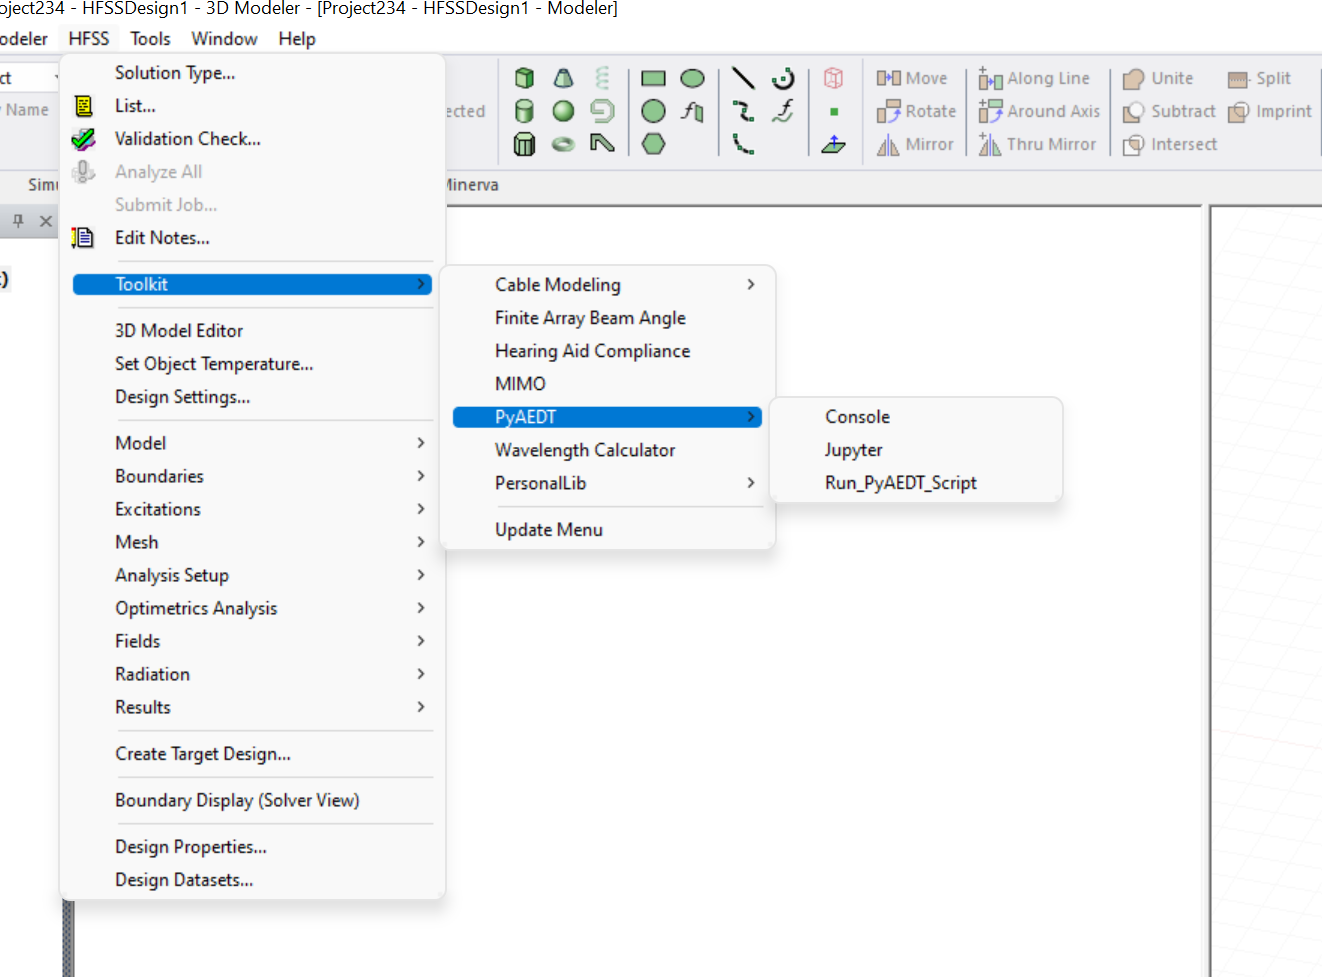 oject234 - HFSSDesign1 - 3D Modeler - [Project234 - HFSSDesign1 - Modeler]
odeler HFSS Tools Window Help
ct
Name
ected
Simu
Minerva
Move Along Line Unite Split
Rotate Around Axis Subtract Imprint
Mirror Thru Mirror Intersect
Solution Type...
List...
Validation Check...
Analyze All
Submit Job...
Edit Notes...
Toolkit
3D Model Editor
Set Object Temperature...
Design Settings...
Model
Boundaries
Excitations
Mesh
Analysis Setup
Optimetrics Analysis
Fields
Radiation
Results
Create Target Design...
Boundary Display (Solver View)
Design Properties...
Design Datasets...
Cable Modeling
Finite Array Beam Angle
Hearing Aid Compliance
MIMO
PyAEDT
Wavelength Calculator
PersonalLib
Update Menu
Console
Jupyter
Run_PyAEDT_Script